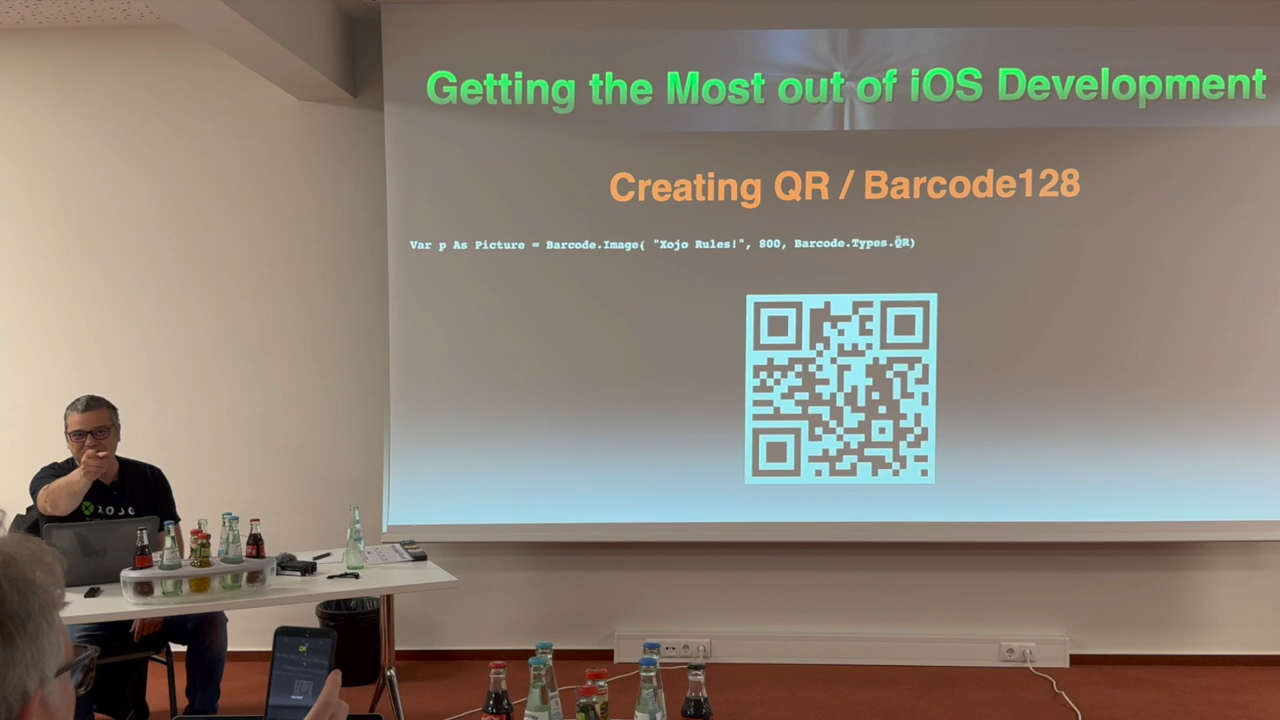 Getting the Most out of iOS Development
Creating QR / Barcode128
Var p As Picture = Barcode.Image( "Xojo Rules!", 800, Barcode.Types.QR)
XOJO